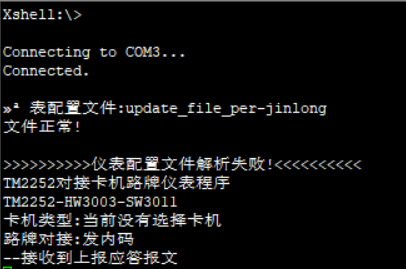 Xshell:\>
Connecting to COM3...
Connected.
»ª 表配置文件:update_file_per-jinlong
文件正常!
>>>>>>>>>>仪表配置文件解析失败!<<<<<<<<<<
TM2252对接卡机路牌仪表程序
TM2252-HW3003-SW3011
卡机类型:当前没有选择卡机
路牌对接:发内码
--接收到上报应答报文